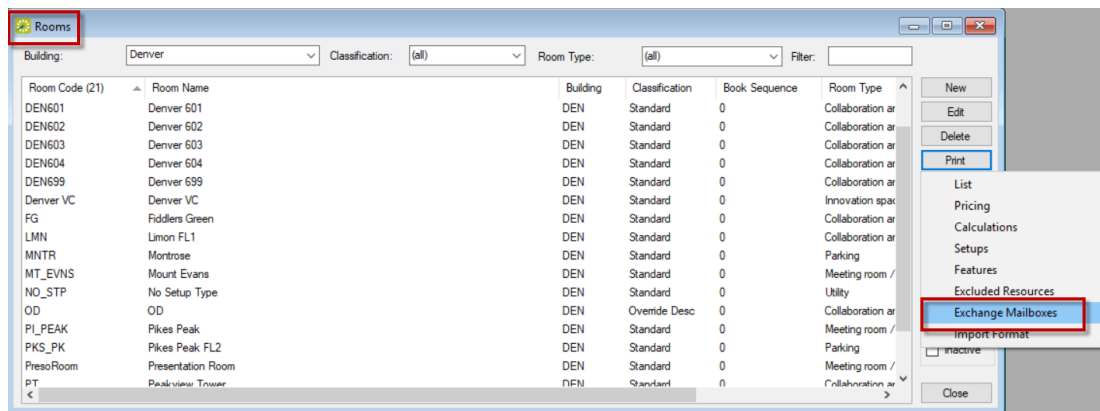 Rooms
Building: Denver Classification: (all) Room Type: (all) Filter:
Room Code (21) Room Name Building Classification Book Sequence Room Type New
DEN601 Denver 601 DEN Standard 0 Collaboration ar Edit
DEN602 Denver 602 DEN Standard 0 Collaboration ar
DEN603 Denver 603 DEN Standard 0 Collaboration ar Delete
DEN604 Denver 604 DEN Standard 0 Collaboration ar Print
DEN699 Denver 699 DEN Standard 0 Collaboration ar List
Denver VC Denver VC DEN Standard 0 Innovation spac Pricing
FG Fiddlers Green DEN Standard 0 Collaboration ar Calculations
LMN Limon FL1 DEN Standard 0 Collaboration ar
MNTR Montrose DEN Standard 0 Parking Setups
MT_EVNS Mount Evans DEN Standard 0 Meeting room / Features
NO_STP No Setup Type DEN Standard 0 Utility Excluded Resources
OD OD DEN Override Desc 0 Collaboration ar Exchange Mailboxes
PI_PEAK Pikes Peak DEN Standard 0 Meeting room / Import Format
PKS_PK Pikes Peak FL2 DEN Standard 0 Parking Inactive
PresoRoom Presentation Room DEN Standard 0 Meeting room /
PT Peakview Tower DEN Standard 0 Collaboration ar
Close